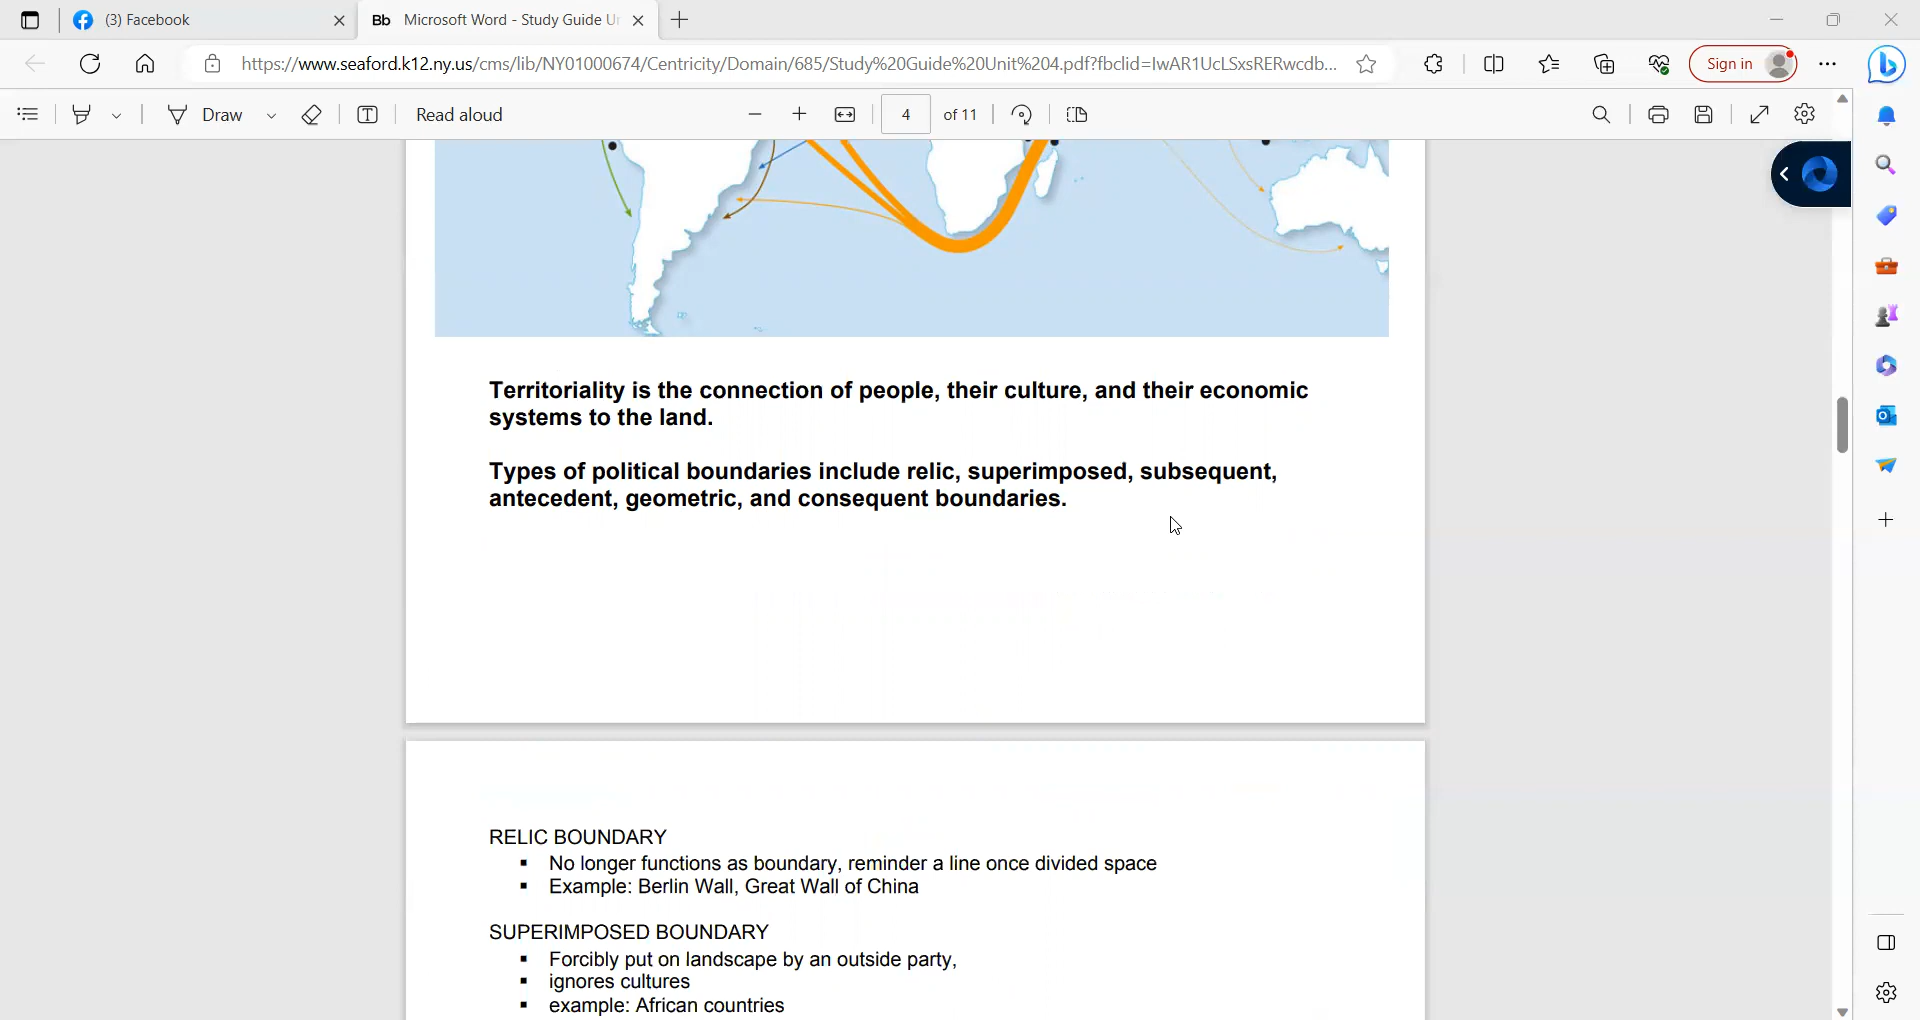 (3) Facebook
Bb Microsoft Word - Study Guide Un
https://www.seaford.k12.ny.us/cms/lib/NY01000674/Centricity/Domain/685/Study%20Guide%20Unit%204.pdf?fbclid=IwAR1UcLSxsRERwcdb...
Sign in
Draw
Read aloud
4 of 11
Territoriality is the connection of people, their culture, and their economic
systems to the land.
Types of political boundaries include relic, superimposed, subsequent,
antecedent, geometric, and consequent boundaries.
RELIC BOUNDARY
▪ No longer functions as boundary, reminder a line once divided space
▪ Example: Berlin Wall, Great Wall of China
SUPERIMPOSED BOUNDARY
▪ Forcibly put on landscape by an outside party,
▪ ignores cultures
▪ example: African countries